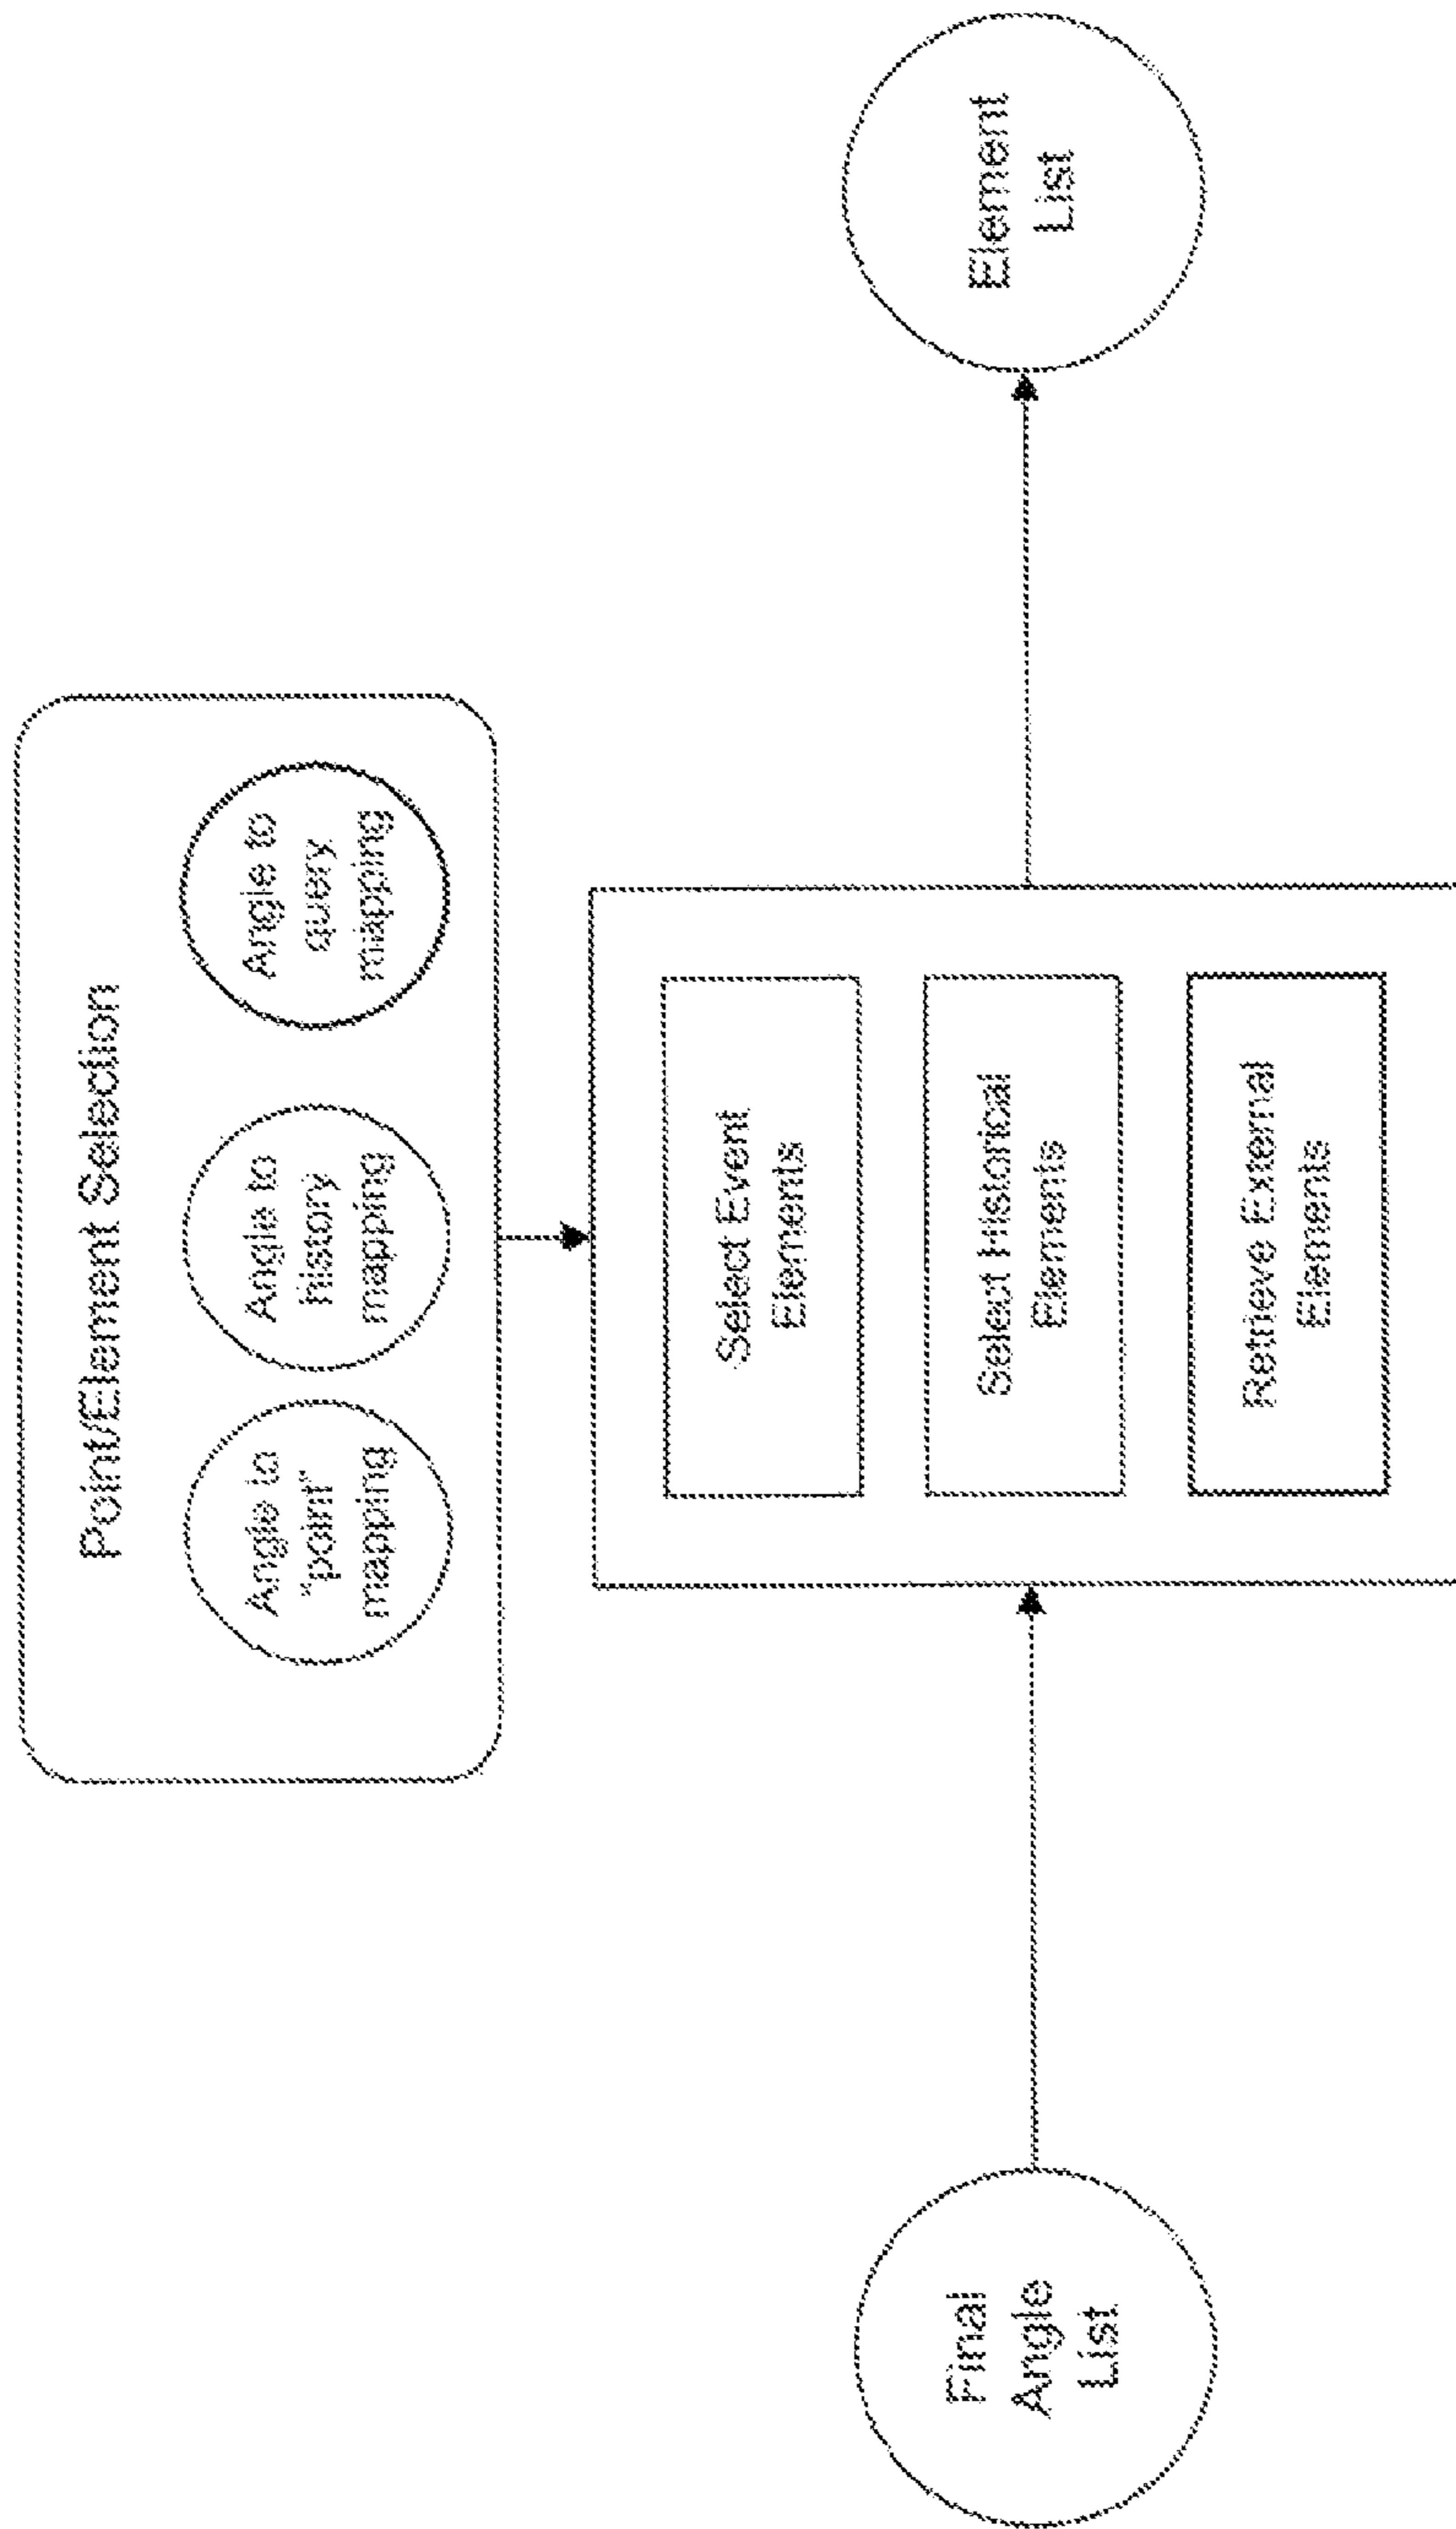 Point/Element Selection
Angle to
"point"
mapping
Angle to
history
mapping
Angle to
query
mapping
Select Event
Elements
Select Historical
Elements
Retrieve External
Elements
Final
Angle
List
Element
List